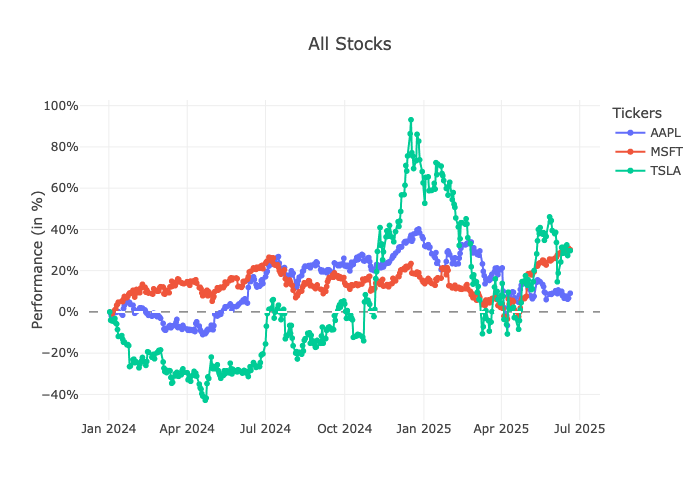 All Stocks
Tickers
AAPL
MSFT
TSLA
Performance (in %)
100%
80%
60%
40%
20%
0%
−20%
−40%
Jan 2024
Apr 2024
Jul 2024
Oct 2024
Jan 2025
Apr 2025
Jul 2025